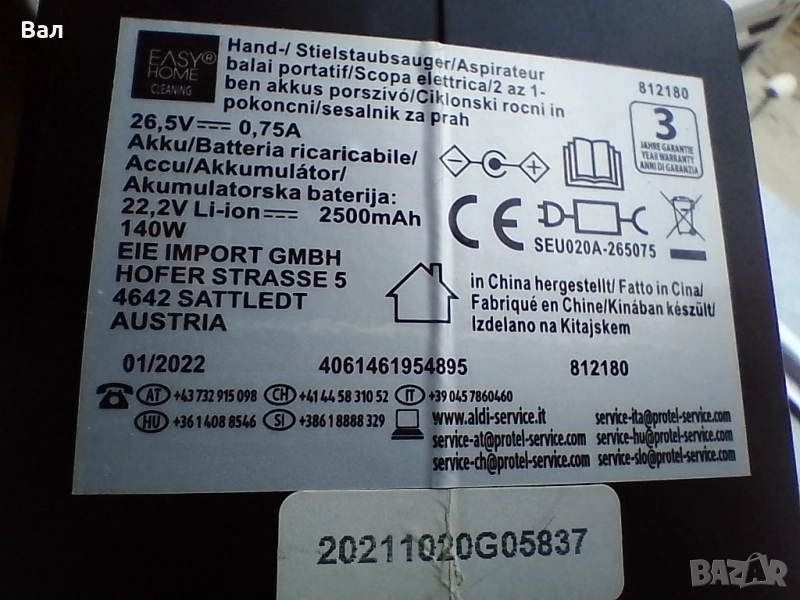 Вал
EASY®
HOME
CLEANING
Hand-/ Stielstaubsauger/Aspirateur
balai portatif/Scopa elettrica/2 az 1-
ben akkus porszívó/Ciklonski rocni in
pokoncni/sesalnik za prah
812180
26,5V 0,75A
Akku/Batteria ricaricabile/
Accu/Akkumulátor/
Akumulatorska baterija:
22,2V Li-ion 2500mAh
140W
3
JAHRE GARANTIE
YEAR WARRANTY
ANNI DI GARANZIA
CE
SEU020A-265075
EIE IMPORT GMBH
HOFER STRASSE 5
4642 SATTLEDT
AUSTRIA
in China hergestellt/ Fatto in Cina/
Fabriqué en Chine/Kinában készült/
Izdelano na Kitajskem
01/2022 4061461954895 812180
AT +43 732 915 098 CH +41 44 58 310 52 IT +39 045 7860460
HU +36 1 408 8546 SI +386 1 8888 329
www.aldi-service.it service-ita@protel-service.com
service-at@protel-service.com service-hu@protel-service.com
service-ch@protel-service.com service-slo@protel-service.com
20211020G05837
BAZAR